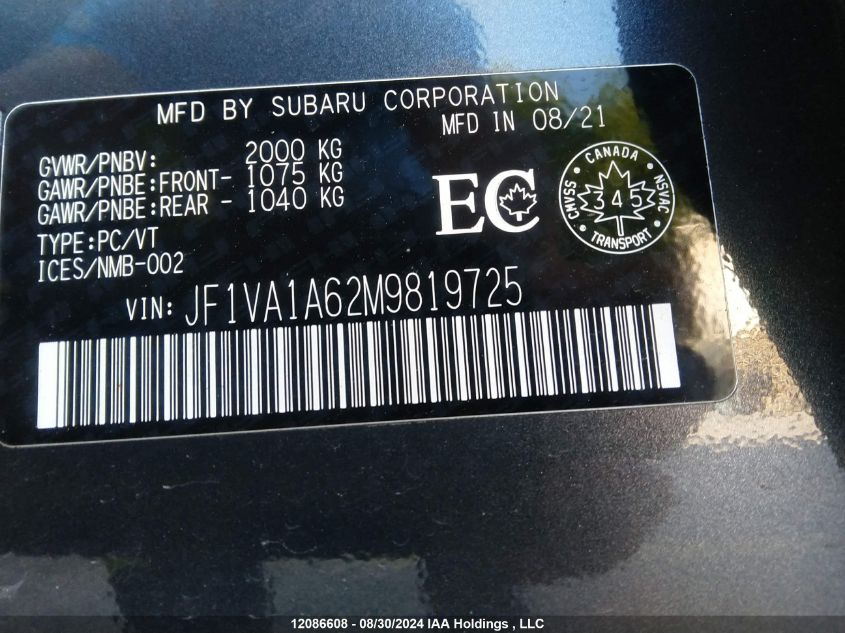 MFD BY SUBARU CORPORATION
MFD IN 08/21
GVWR/PNBV: 2000 KG
GAWR/PNBE:FRONT- 1075 KG
GAWR/PNBE:REAR - 1040 KG
TYPE:PC/VT
ICES/NMB-002
EC
CANADA
CMVSS 345 NSVAC
TRANSPORT
VIN: JF1VA1A62M9819725
12086608 - 08/30/2024 IAA Holdings , LLC